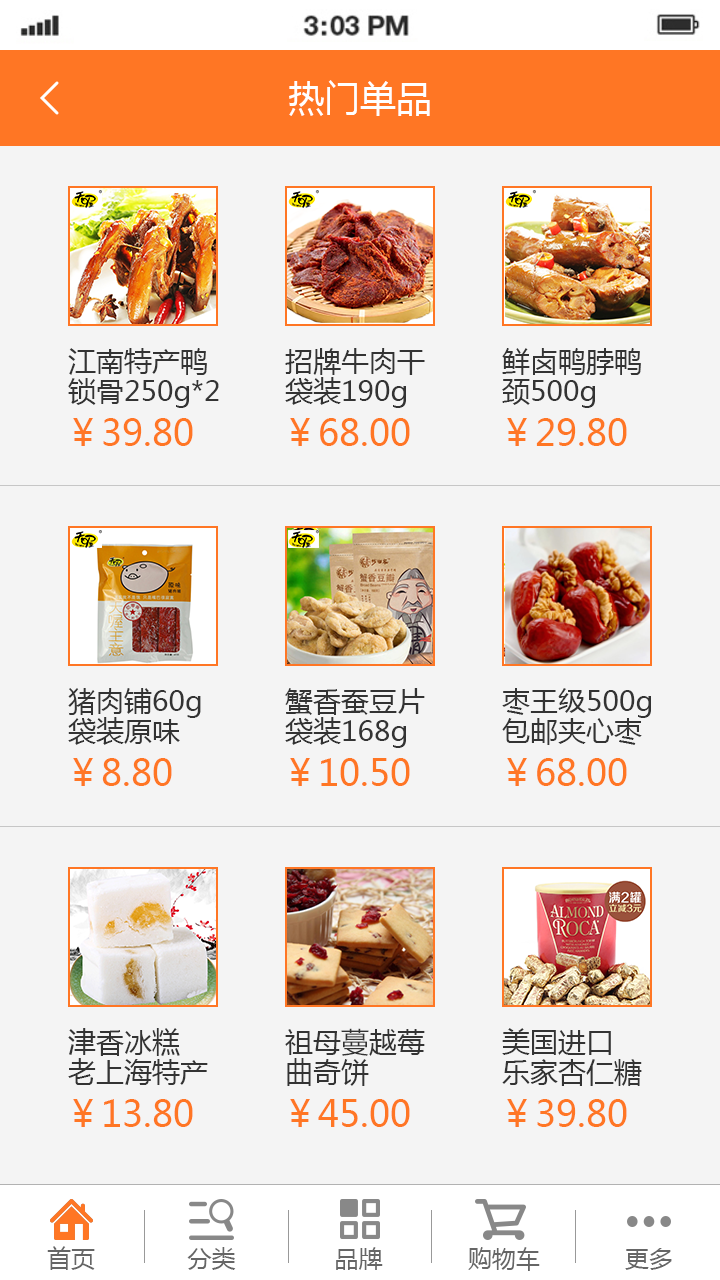 3:03 PM
热门单品
江南特产鸭
锁骨250g*2
￥39.80
招牌牛肉干
袋装190g
￥68.00
鲜卤鸭脖鸭
颈500g
￥29.80
猪肉铺60g
袋装原味
￥8.80
蟹香豆瓣
蟹香蚕豆片
袋装168g
￥10.50
枣王级500g
包邮夹心枣
￥68.00
津香冰糕
老上海特产
￥13.80
祖母蔓越莓
曲奇饼
￥45.00
满2罐
立减3元
ALMOND
ROCA
美国进口
乐家杏仁糖
￥39.80
首页
分类
品牌
购物车
更多